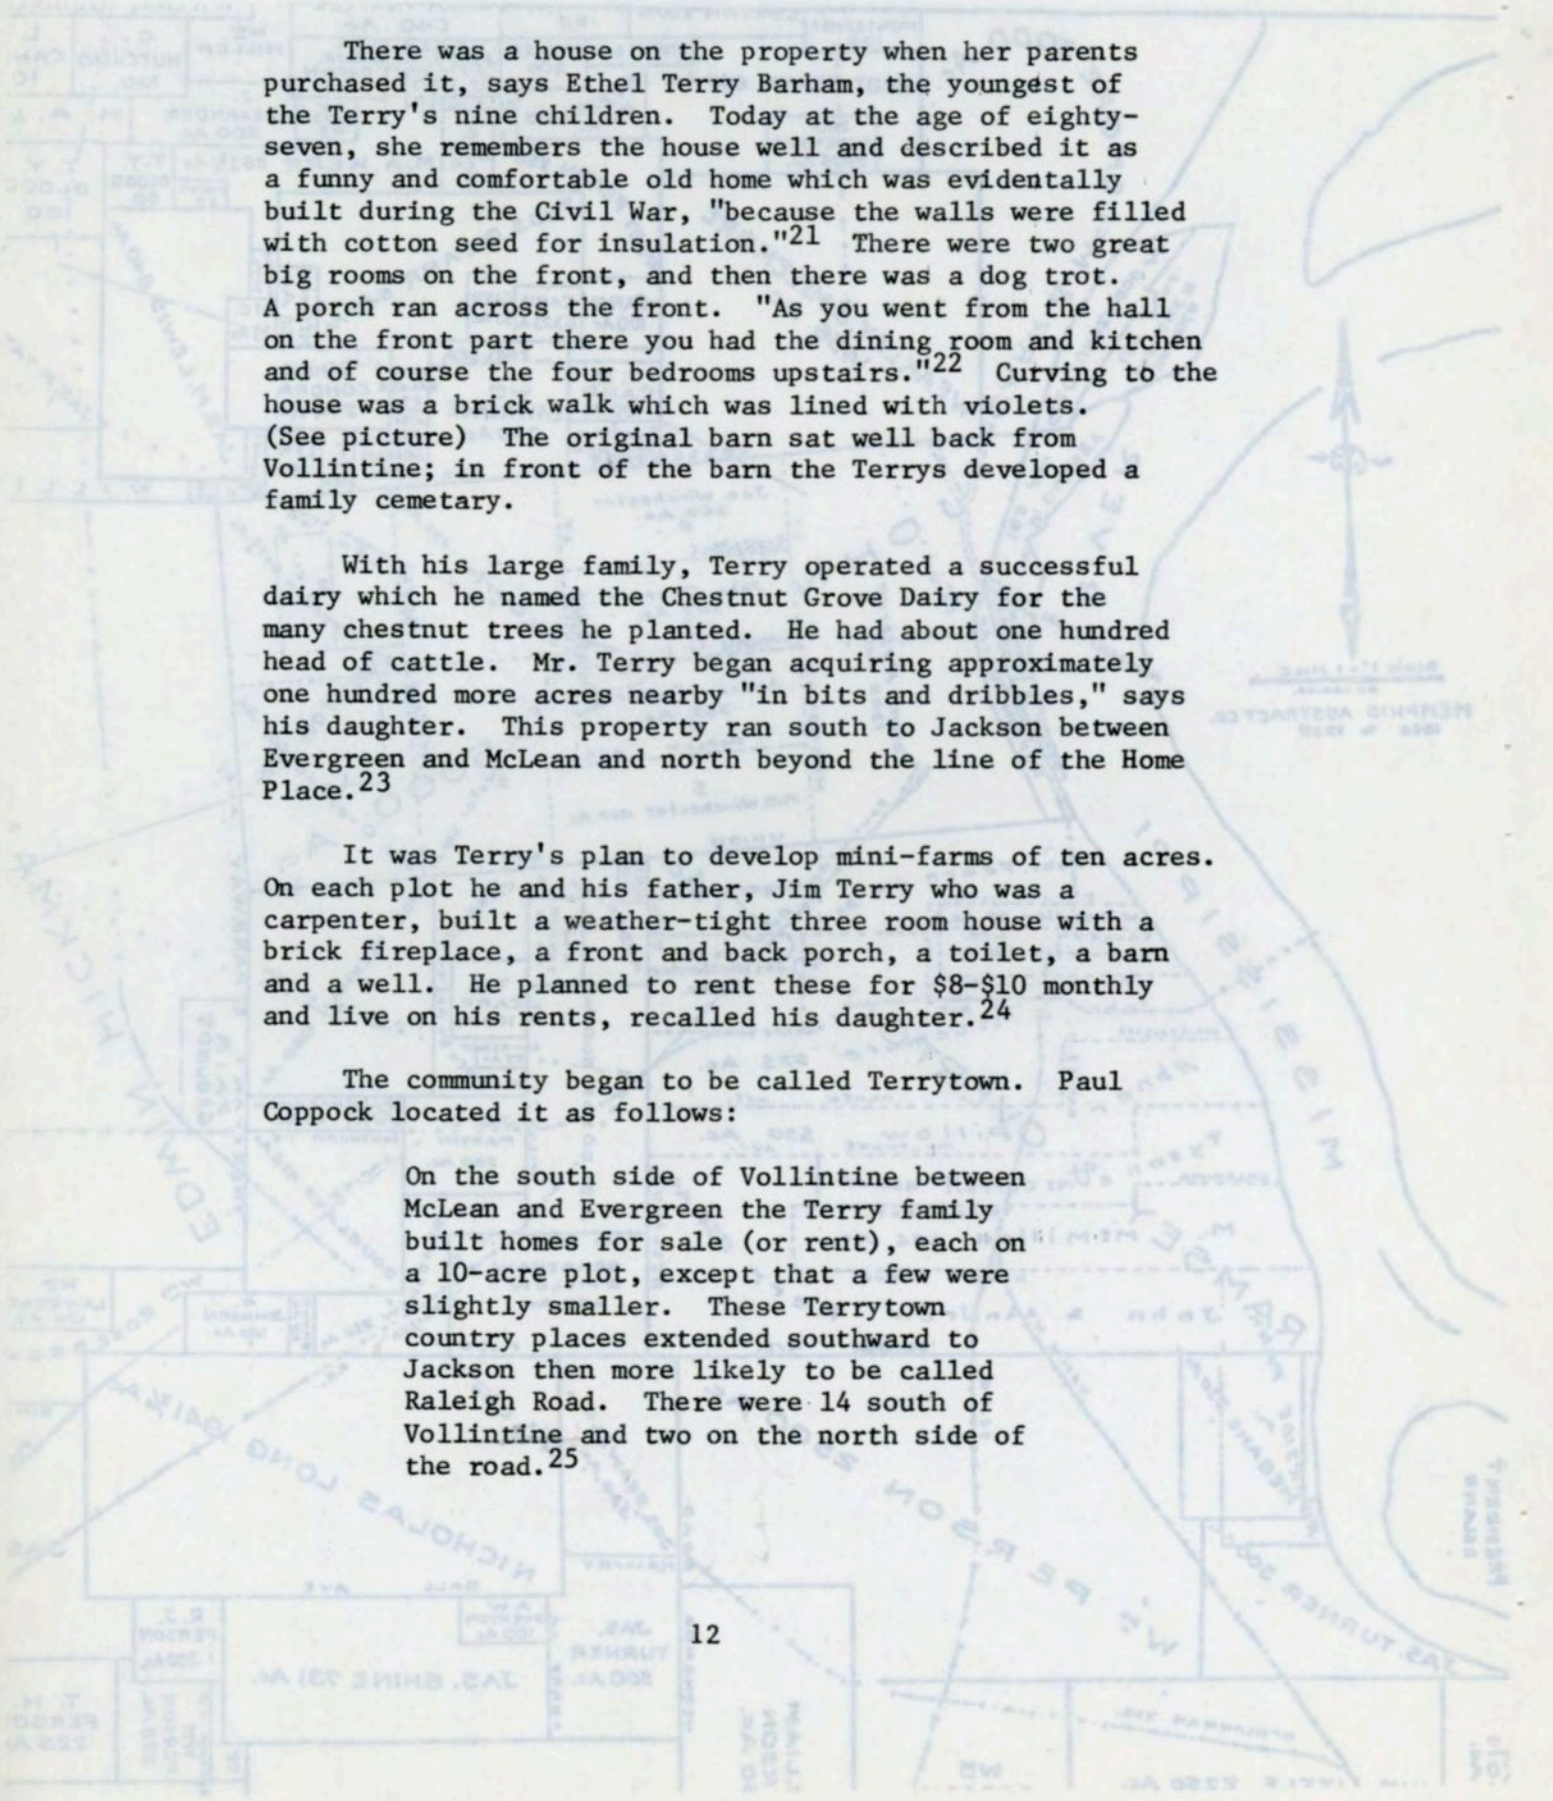 There was a house on the property when her parents
purchased it, says Ethel Terry Barham, the youngest of
the Terry's nine children. Today at the age of eighty-
seven, she remembers the house well and described it as
a funny and comfortable old home which was evidentally
built during the Civil War, "because the walls were filled
with cotton seed for insulation."21 There were two great
big rooms on the front, and then there was a dog trot.
A porch ran across the front. "As you went from the hall
on the front part there you had the dining room and kitchen
and of course the four bedrooms upstairs."22 Curving to the
house was a brick walk which was lined with violets.
(See picture) The original barn sat well back from
Vollintine; in front of the barn the Terrys developed a
family cemetary.
With his large family, Terry operated a successful
dairy which he named the Chestnut Grove Dairy for the
many chestnut trees he planted. He had about one hundred
head of cattle. Mr. Terry began acquiring approximately
one hundred more acres nearby "in bits and dribbles," says
his daughter. This property ran south to Jackson between
Evergreen and McLean and north beyond the line of the Home
Place.23
It was Terry's plan to develop mini-farms of ten acres.
On each plot he and his father, Jim Terry who was a
carpenter, built a weather-tight three room house with a
brick fireplace, a front and back porch, a toilet, a barn
and a well. He planned to rent these for $8-$10 monthly
and live on his rents, recalled his daughter.24
The community began to be called Terrytown. Paul
Coppock located it as follows:
On the south side of Vollintine between
McLean and Evergreen the Terry family
built homes for sale (or rent), each on
a 10-acre plot, except that a few were
slightly smaller. These Terrytown
country places extended southward to
Jackson then more likely to be called
Raleigh Road. There were 14 south of
Vollintine and two on the north side of
the road.25
12